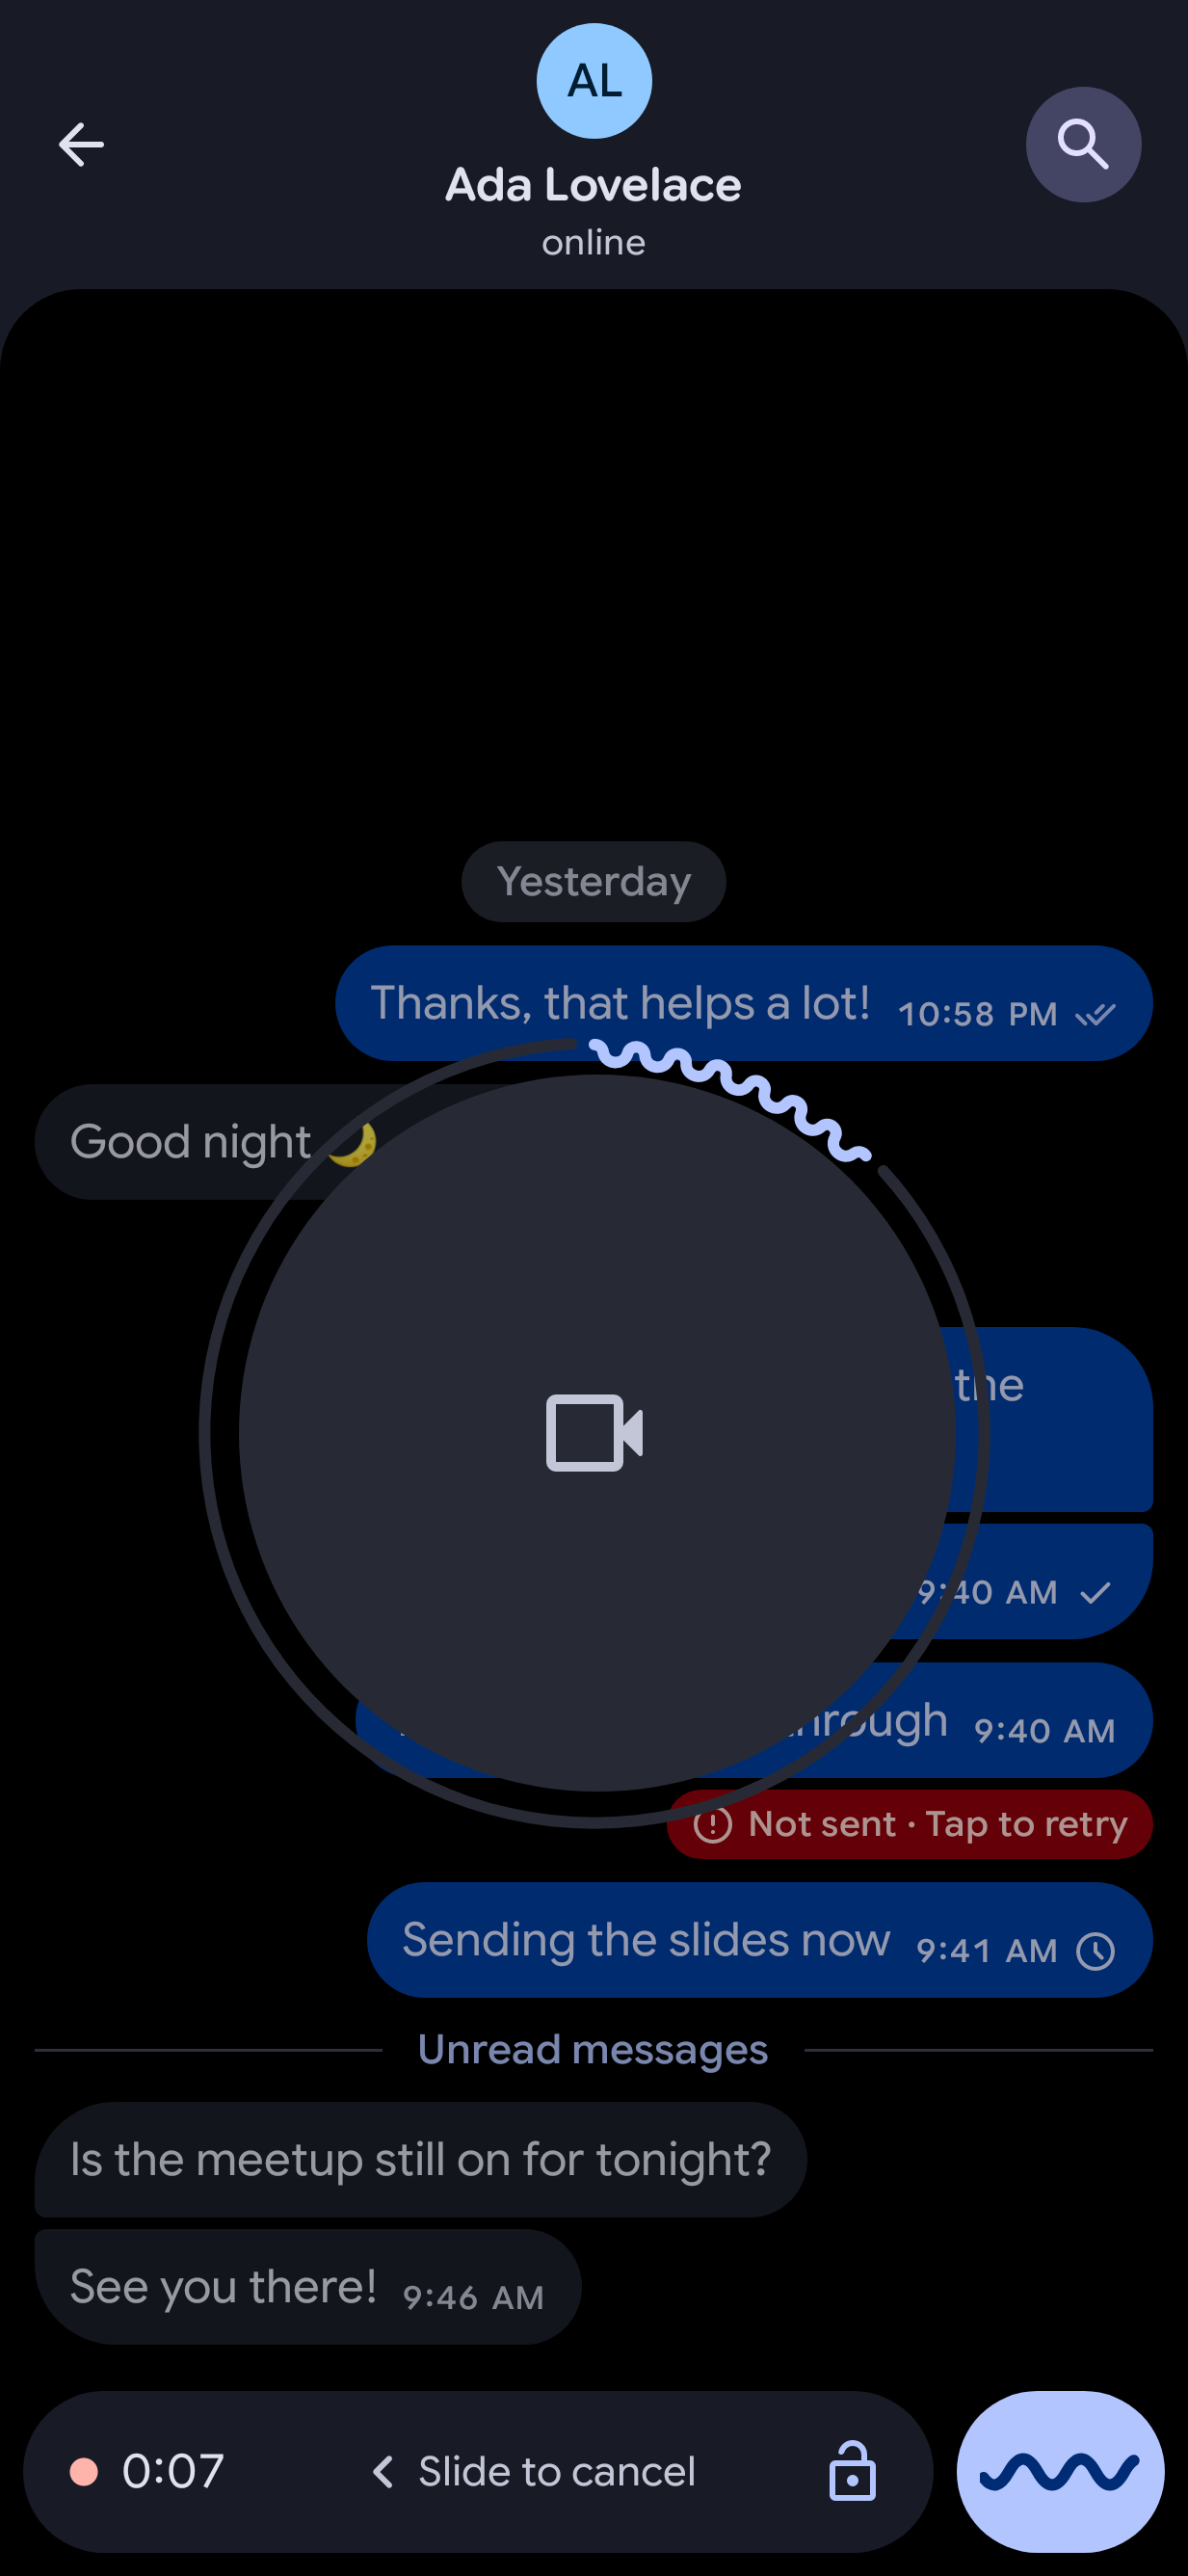 AL
Ada Lovelace
online
Yesterday
Thanks, that helps a lot! 10:58 PM
Good night 🌙
the
9:40 AM
9:40 AM
Not sent · Tap to retry
Sending the slides now 9:41 AM
Unread messages
Is the meetup still on for tonight?
See you there! 9:46 AM
0:07 Slide to cancel